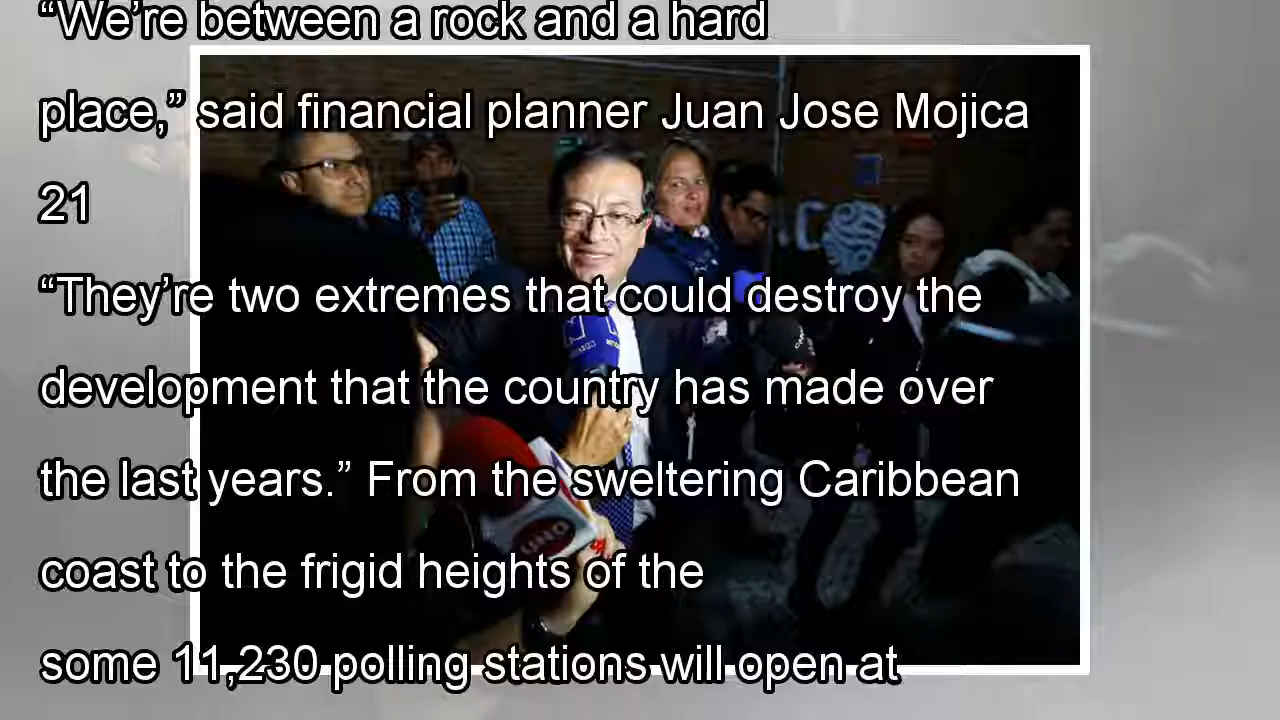 “We’re between a rock and a hard
place,” said financial planner Juan Jose Mojica
21
“They’re two extremes that could destroy the
development that the country has made over
the last years.” From the sweltering Caribbean
coast to the frigid heights of the
some 11,230 polling stations will open at
UNO